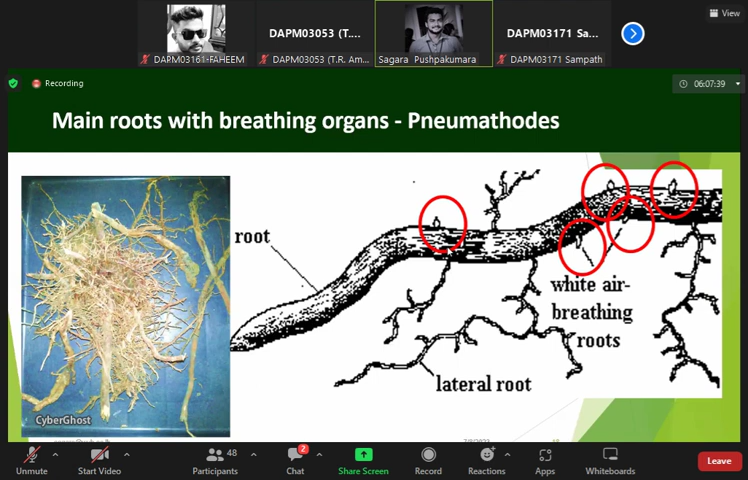 View
DAPM03053 (T....
DAPM03171 Sa...
DAPM03161-FAHEEM
DAPM03053 (T.R. Am...
Sagara Pushpakumara
DAPM03171 Sampath
Recording
06:07:39
Main roots with breathing organs - Pneumathodes
root
white air-
breathing
roots
lateral root
CyberGhost
Unmute
Start Video
48
Participants
2
Chat
Share Screen
Record
Reactions
Apps
Whiteboards
Leave